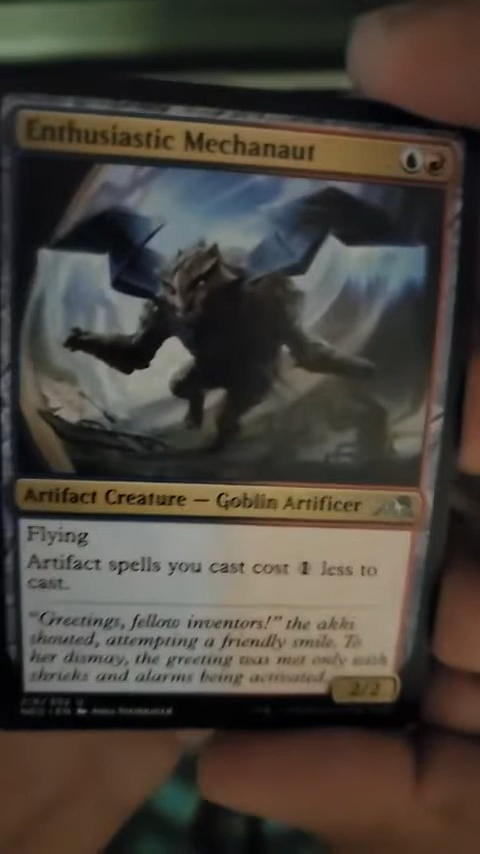 Enthusiastic Mechanaut
Artifact Creature — Goblin Artificer
Flying
Artifact spells you cast cost 1 less to
cast.
"Greetings, fellow inventors!" the akki
shouted, attempting a friendly smile. To
her dismay, the greeting was met only with
shrieks and alarms being activated.
2/2
NEO EN